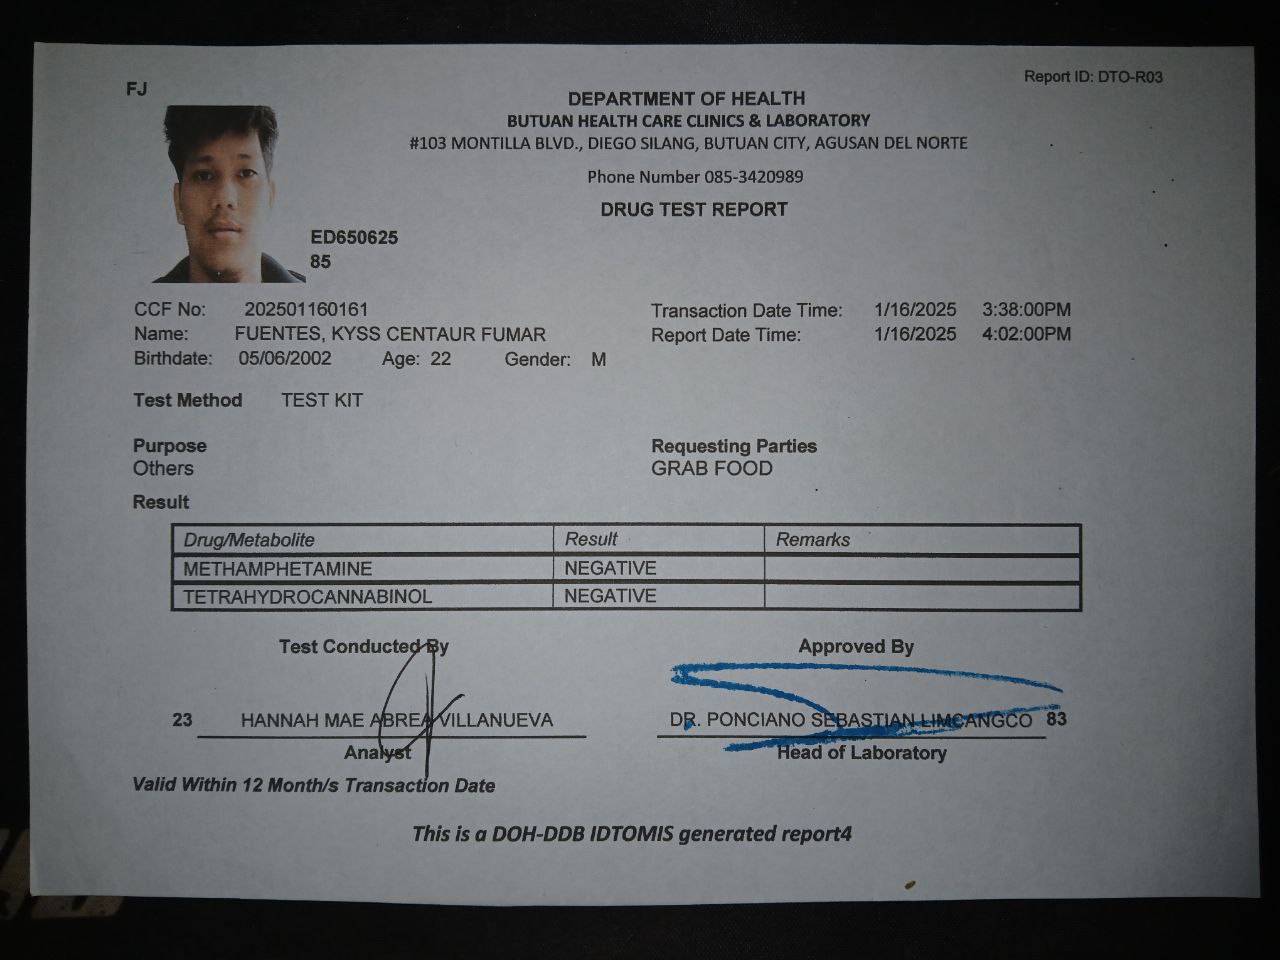 FJ
Report ID: DTO-R03
DEPARTMENT OF HEALTH
BUTUAN HEALTH CARE CLINICS & LABORATORY
#103 MONTILLA BLVD., DIEGO SILANG, BUTUAN CITY, AGUSAN DEL NORTE
Phone Number 085-3420989
DRUG TEST REPORT
ED650625
85
CCF No: 202501160161 Transaction Date Time: 1/16/2025 3:38:00PM
Name: FUENTES, KYSS CENTAUR FUMAR Report Date Time: 1/16/2025 4:02:00PM
Birthdate: 05/06/2002 Age: 22 Gender: M
Test Method TEST KIT
Purpose Requesting Parties
Others GRAB FOOD
Result
Drug/Metabolite Result Remarks
METHAMPHETAMINE NEGATIVE
TETRAHYDROCANNABINOL NEGATIVE
Test Conducted By Approved By
23 HANNAH MAE ABREA VILLANUEVA DR. PONCIANO SEBASTIAN LIMCANGCO 83
Analyst Head of Laboratory
Valid Within 12 Month/s Transaction Date
This is a DOH-DDB IDTOMIS generated report4